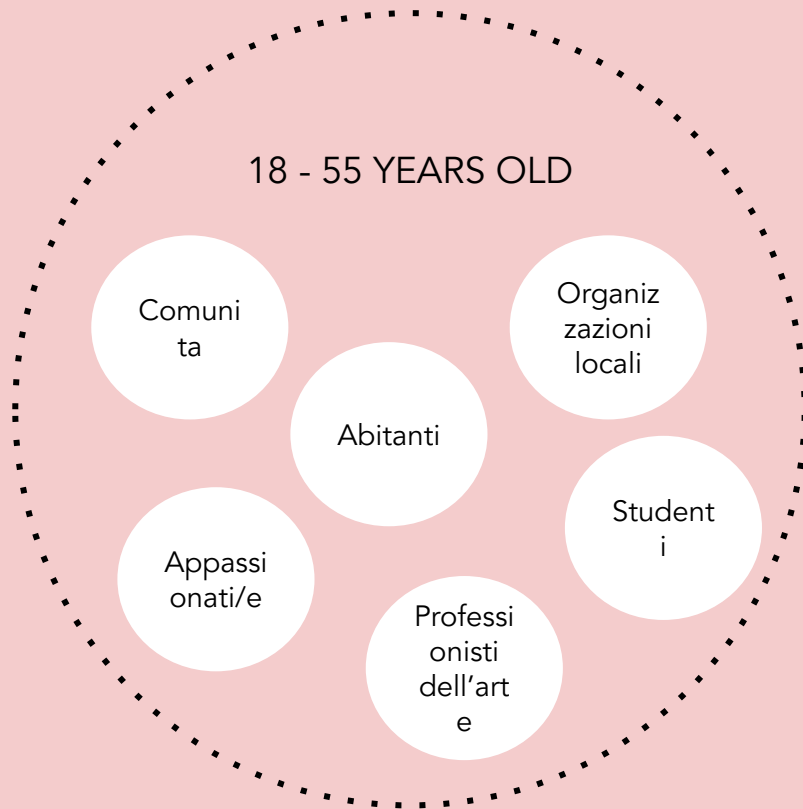 18 - 55 YEARS OLD
Comuni
ta
Organiz
zazioni
locali
Abitanti
Student
i
Appassi
onati/e
Professi
onisti
dell’art
e